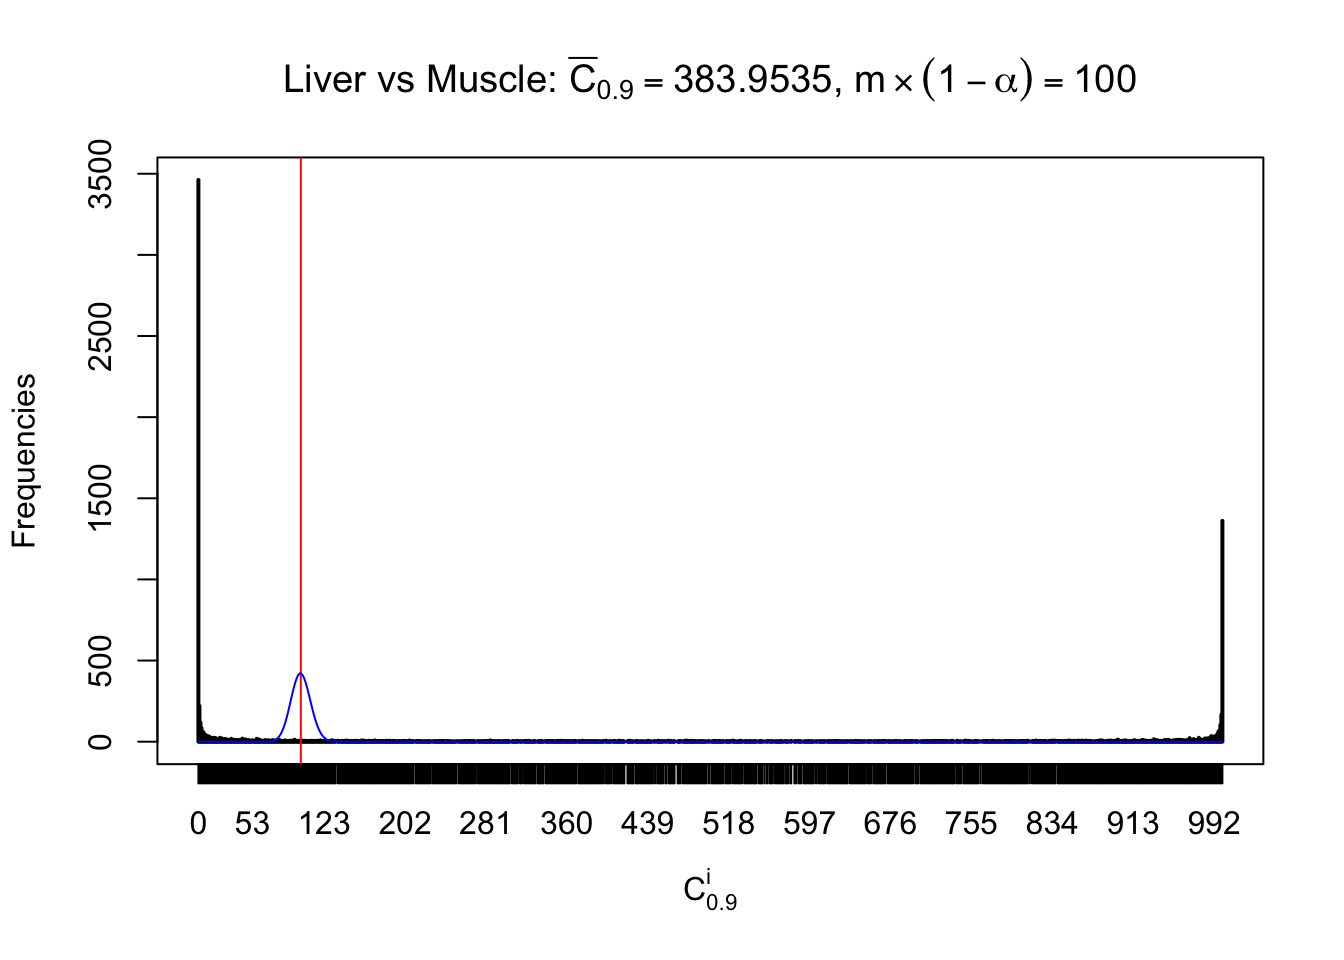 Liver vs Muscle: C̅0.9 = 383.9535, m × (1 − α) = 100
Frequencies
3500
2500
1500
500
0
0 53 123 202 281 360 439 518 597 676 755 834 913 992
C^i_0.9